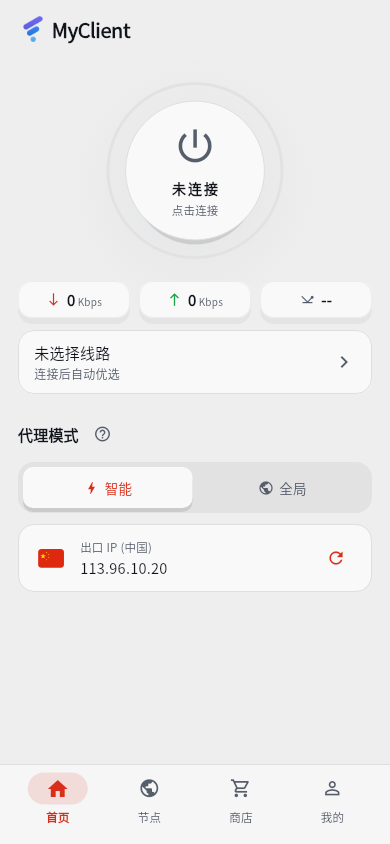 MyClient
未连接
点击连接
0 Kbps
0 Kbps
--
未选择线路
连接后自动优选
代理模式
智能
全局
出口 IP (中国)
113.96.10.20
首页
节点
商店
我的